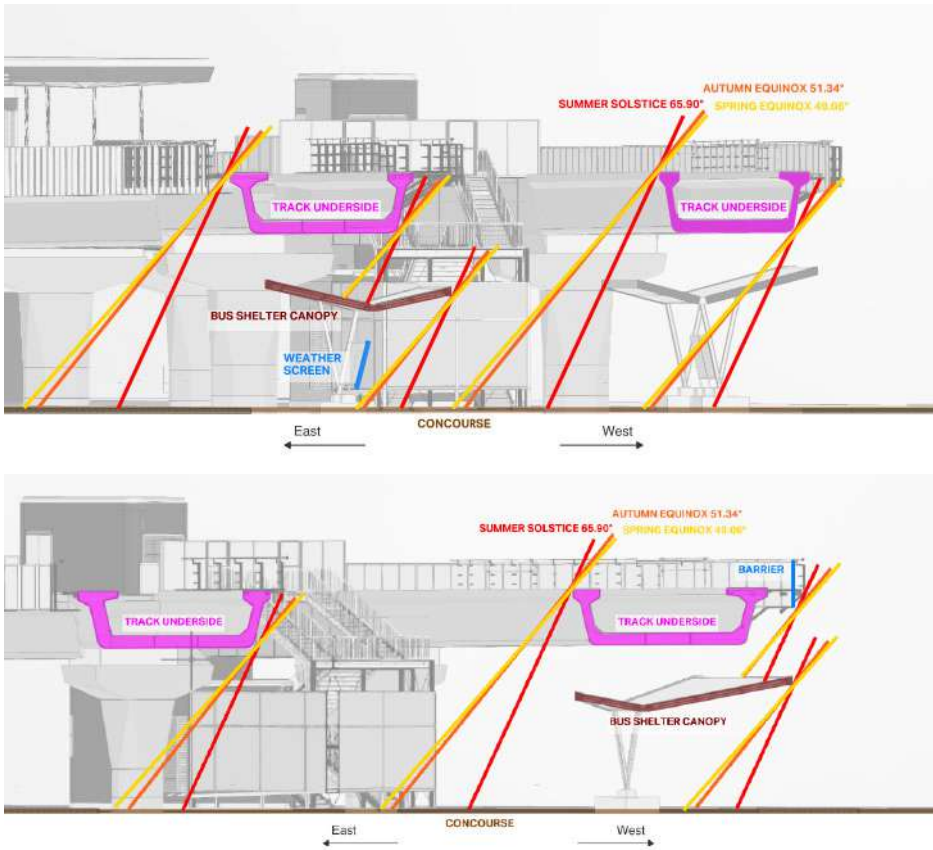 AUTUMN EQUINOX 51.34°
SUMMER SOLSTICE 65.90°
SPRING EQUINOX 49.06°
TRACK UNDERSIDE
TRACK UNDERSIDE
BUS SHELTER CANOPY
WEATHER
SCREEN
CONCOURSE
East
West
AUTUMN EQUINOX 51.34°
SUMMER SOLSTICE 65.90°
SPRING EQUINOX 49.06°
BARRIER
TRACK UNDERSIDE
TRACK UNDERSIDE
BUS SHELTER CANOPY
CONCOURSE
East
West